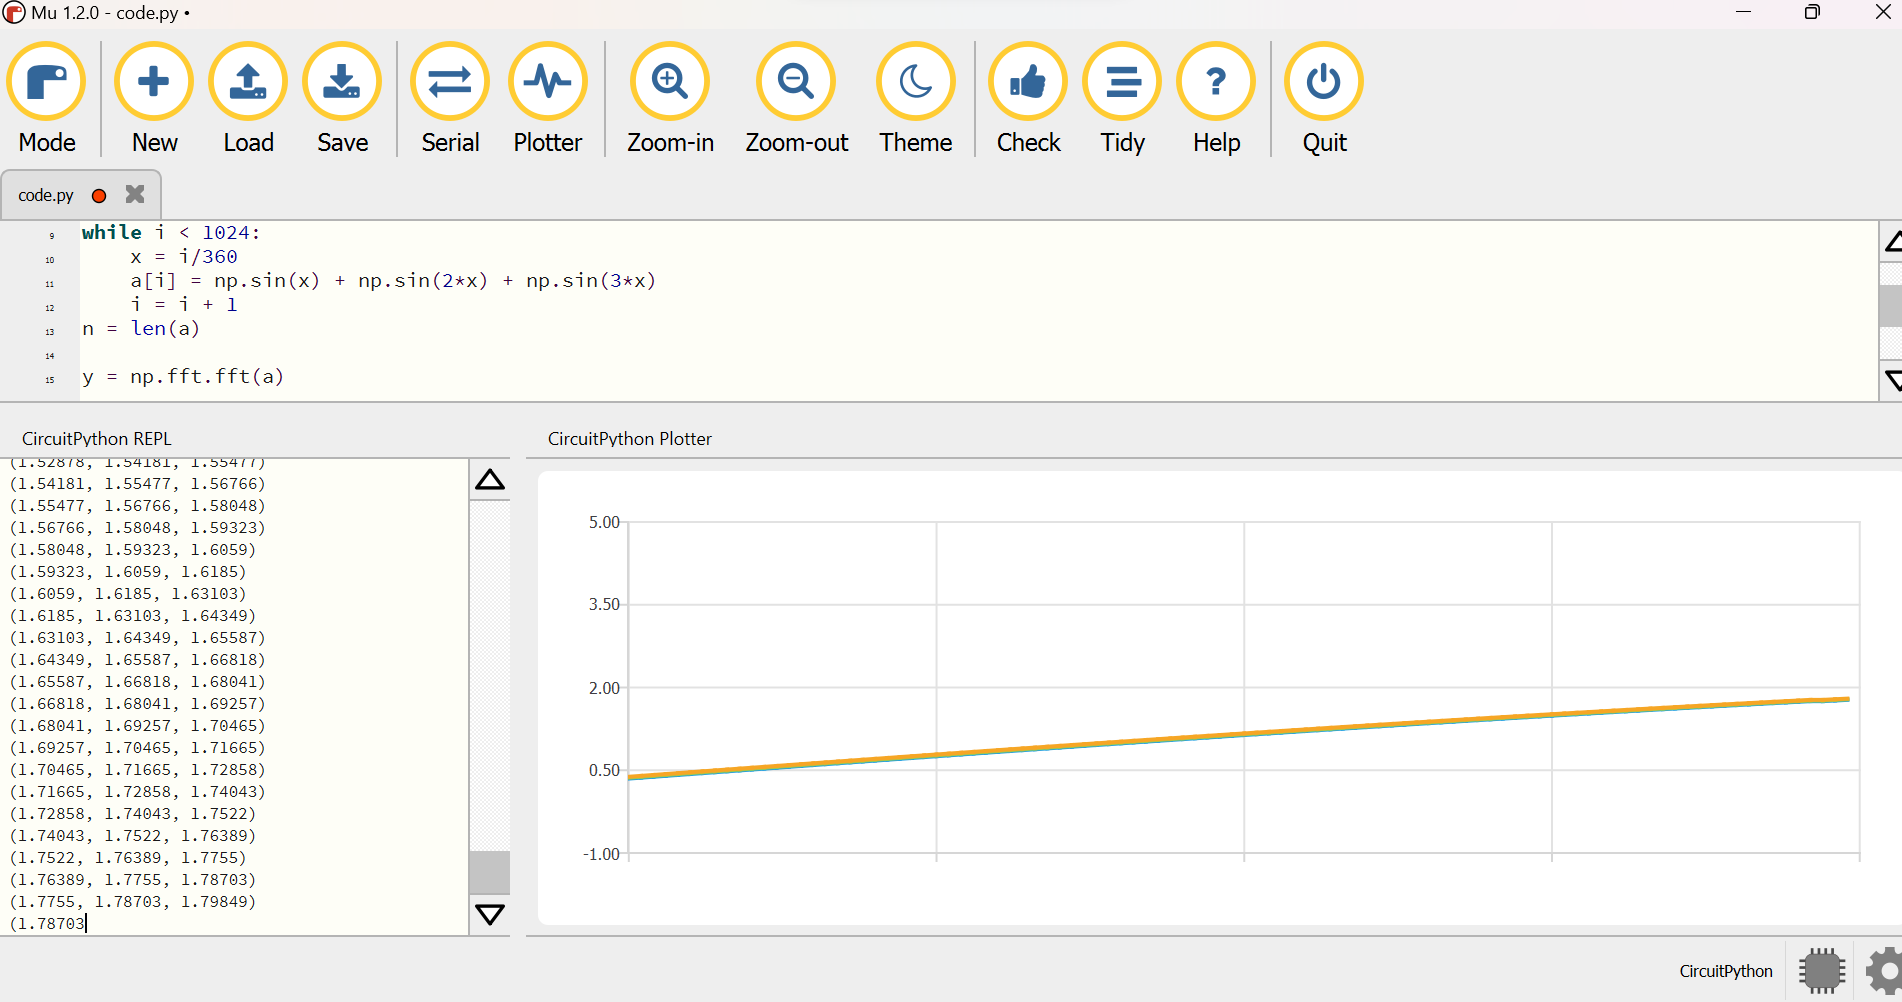 Mu 1.2.0 - code.py •
Mode New Load Save Serial Plotter Zoom-in Zoom-out Theme Check Tidy Help Quit
code.py
9 while i < 1024:
10 x = i/360
11 a[i] = np.sin(x) + np.sin(2*x) + np.sin(3*x)
12 i = i + 1
13 n = len(a)
14
15 y = np.fft.fft(a)
CircuitPython REPL
(1.52878, 1.54181, 1.55477)
(1.54181, 1.55477, 1.56766)
(1.55477, 1.56766, 1.58048)
(1.56766, 1.58048, 1.59323)
(1.58048, 1.59323, 1.6059)
(1.59323, 1.6059, 1.6185)
(1.6059, 1.6185, 1.63103)
(1.6185, 1.63103, 1.64349)
(1.63103, 1.64349, 1.65587)
(1.64349, 1.65587, 1.66818)
(1.65587, 1.66818, 1.68041)
(1.66818, 1.68041, 1.69257)
(1.68041, 1.69257, 1.70465)
(1.69257, 1.70465, 1.71665)
(1.70465, 1.71665, 1.72858)
(1.71665, 1.72858, 1.74043)
(1.72858, 1.74043, 1.7522)
(1.74043, 1.7522, 1.76389)
(1.7522, 1.76389, 1.7755)
(1.76389, 1.7755, 1.78703)
(1.7755, 1.78703, 1.79849)
(1.78703
CircuitPython Plotter
5.00
3.50
2.00
0.50
-1.00
CircuitPython